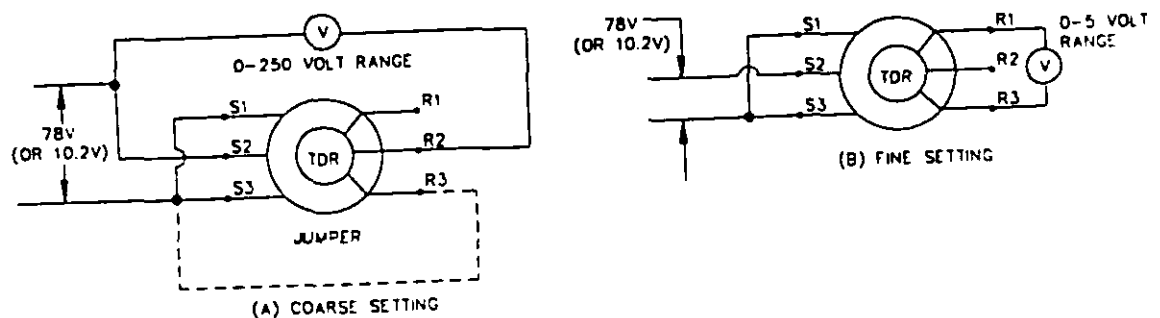 V
0-250 VOLT RANGE
78V
(OR 10.2V)
S1
S2
S3
TDR
R1
R2
R3
JUMPER
(A) COARSE SETTING
78V
(OR 10.2V)
S1
S2
S3
TDR
R1
R2
R3
0-5 VOLT
RANGE
V
(B) FINE SETTING